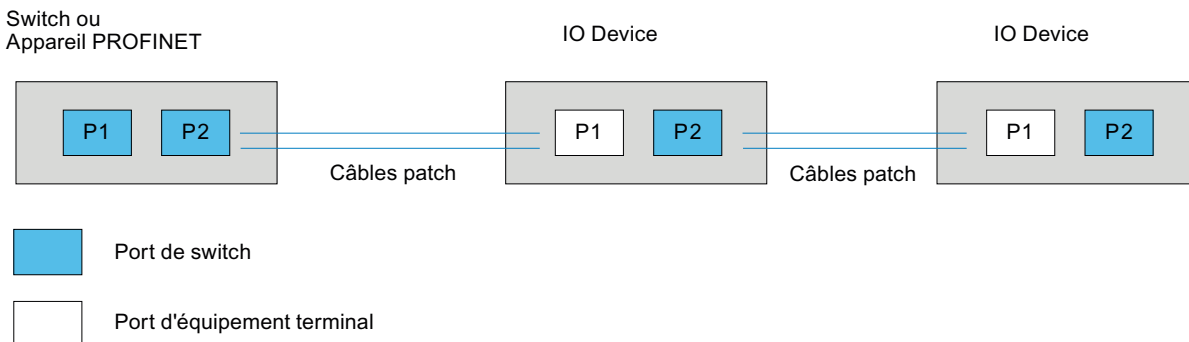 Switch ou
Appareil PROFINET
IO Device
IO Device
P1
P2
P1
P2
P1
P2
Câbles patch
Câbles patch
Port de switch
Port d'équipement terminal